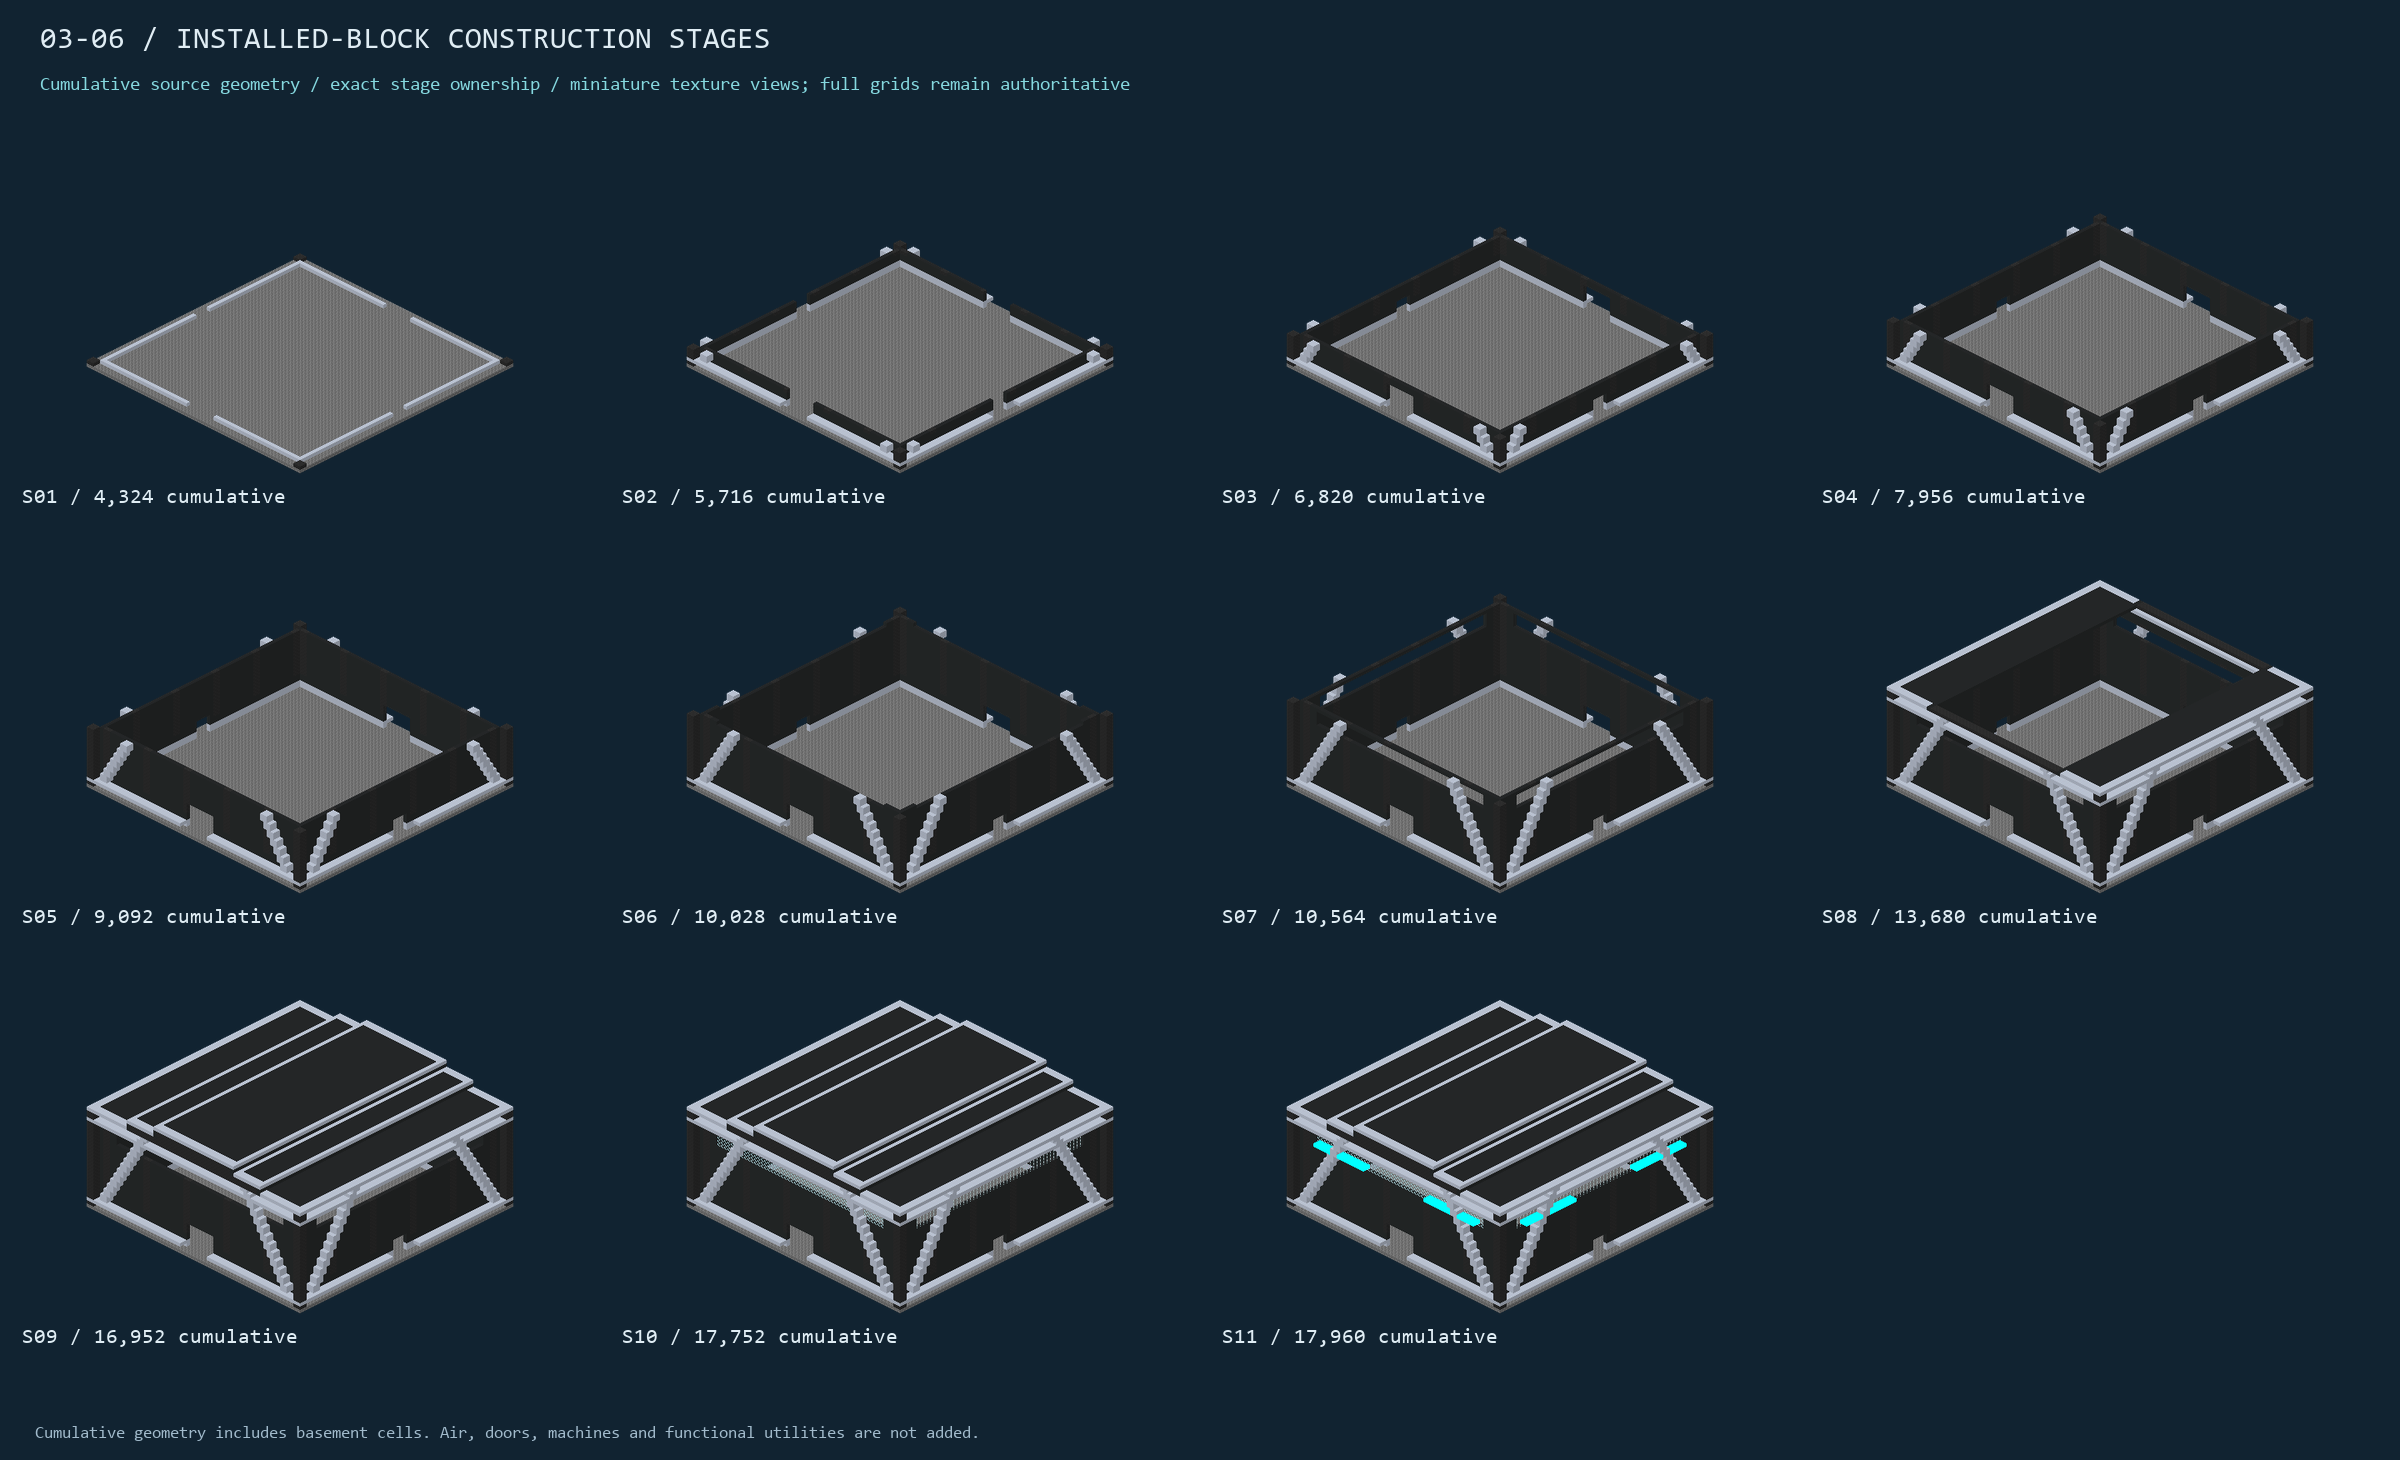 03-06 / INSTALLED-BLOCK CONSTRUCTION STAGES
Cumulative source geometry / exact stage ownership / miniature texture views; full grids remain authoritative
S01 / 4,324 cumulative
S02 / 5,716 cumulative
S03 / 6,820 cumulative
S04 / 7,956 cumulative
S05 / 9,092 cumulative
S06 / 10,028 cumulative
S07 / 10,564 cumulative
S08 / 13,680 cumulative
S09 / 16,952 cumulative
S10 / 17,752 cumulative
S11 / 17,960 cumulative
Cumulative geometry includes basement cells. Air, doors, machines and functional utilities are not added.